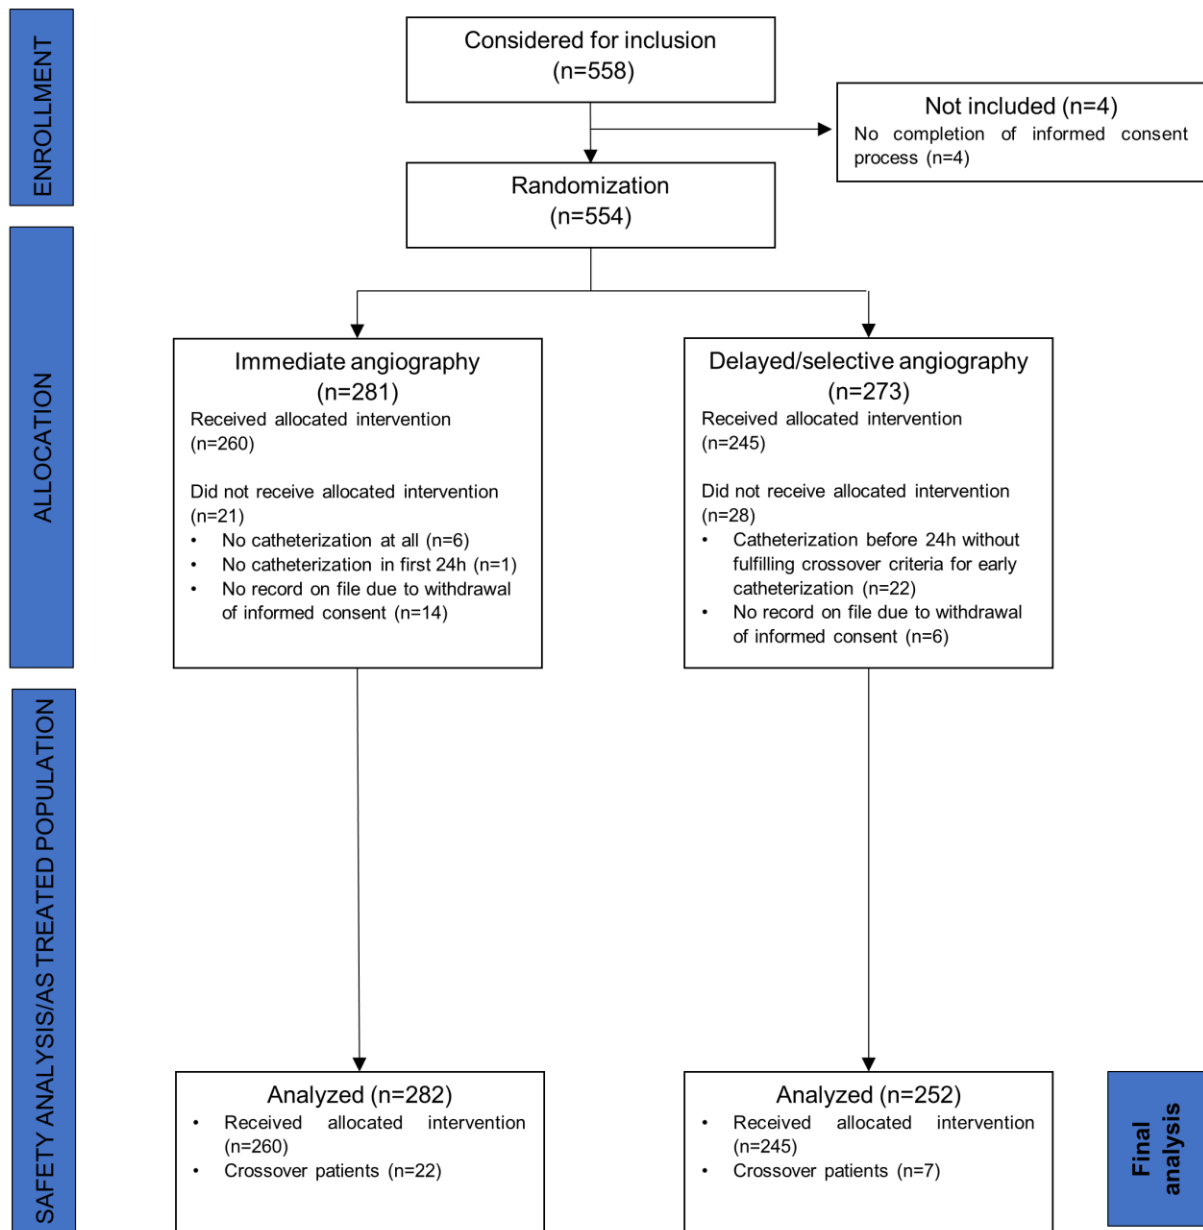 ENROLLMENT
Considered for inclusion
(n=558)
Not included (n=4)
No completion of informed consent
process (n=4)
Randomization
(n=554)
ALLOCATION
Immediate angiography
(n=281)
Received allocated intervention
(n=260)
Did not receive allocated intervention
(n=21)
• No catheterization at all (n=6)
• No catheterization in first 24h (n=1)
• No record on file due to withdrawal
of informed consent (n=14)
Delayed/selective angiography
(n=273)
Received allocated intervention
(n=245)
Did not receive allocated intervention
(n=28)
• Catheterization before 24h without
fulfilling crossover criteria for early
catheterization (n=22)
• No record on file due to withdrawal
of informed consent (n=6)
SAFETY ANALYSIS/AS TREATED POPULATION
Analyzed (n=282)
• Received allocated intervention
(n=260)
• Crossover patients (n=22)
Analyzed (n=252)
• Received allocated intervention
(n=245)
• Crossover patients (n=7)
Final
analysis